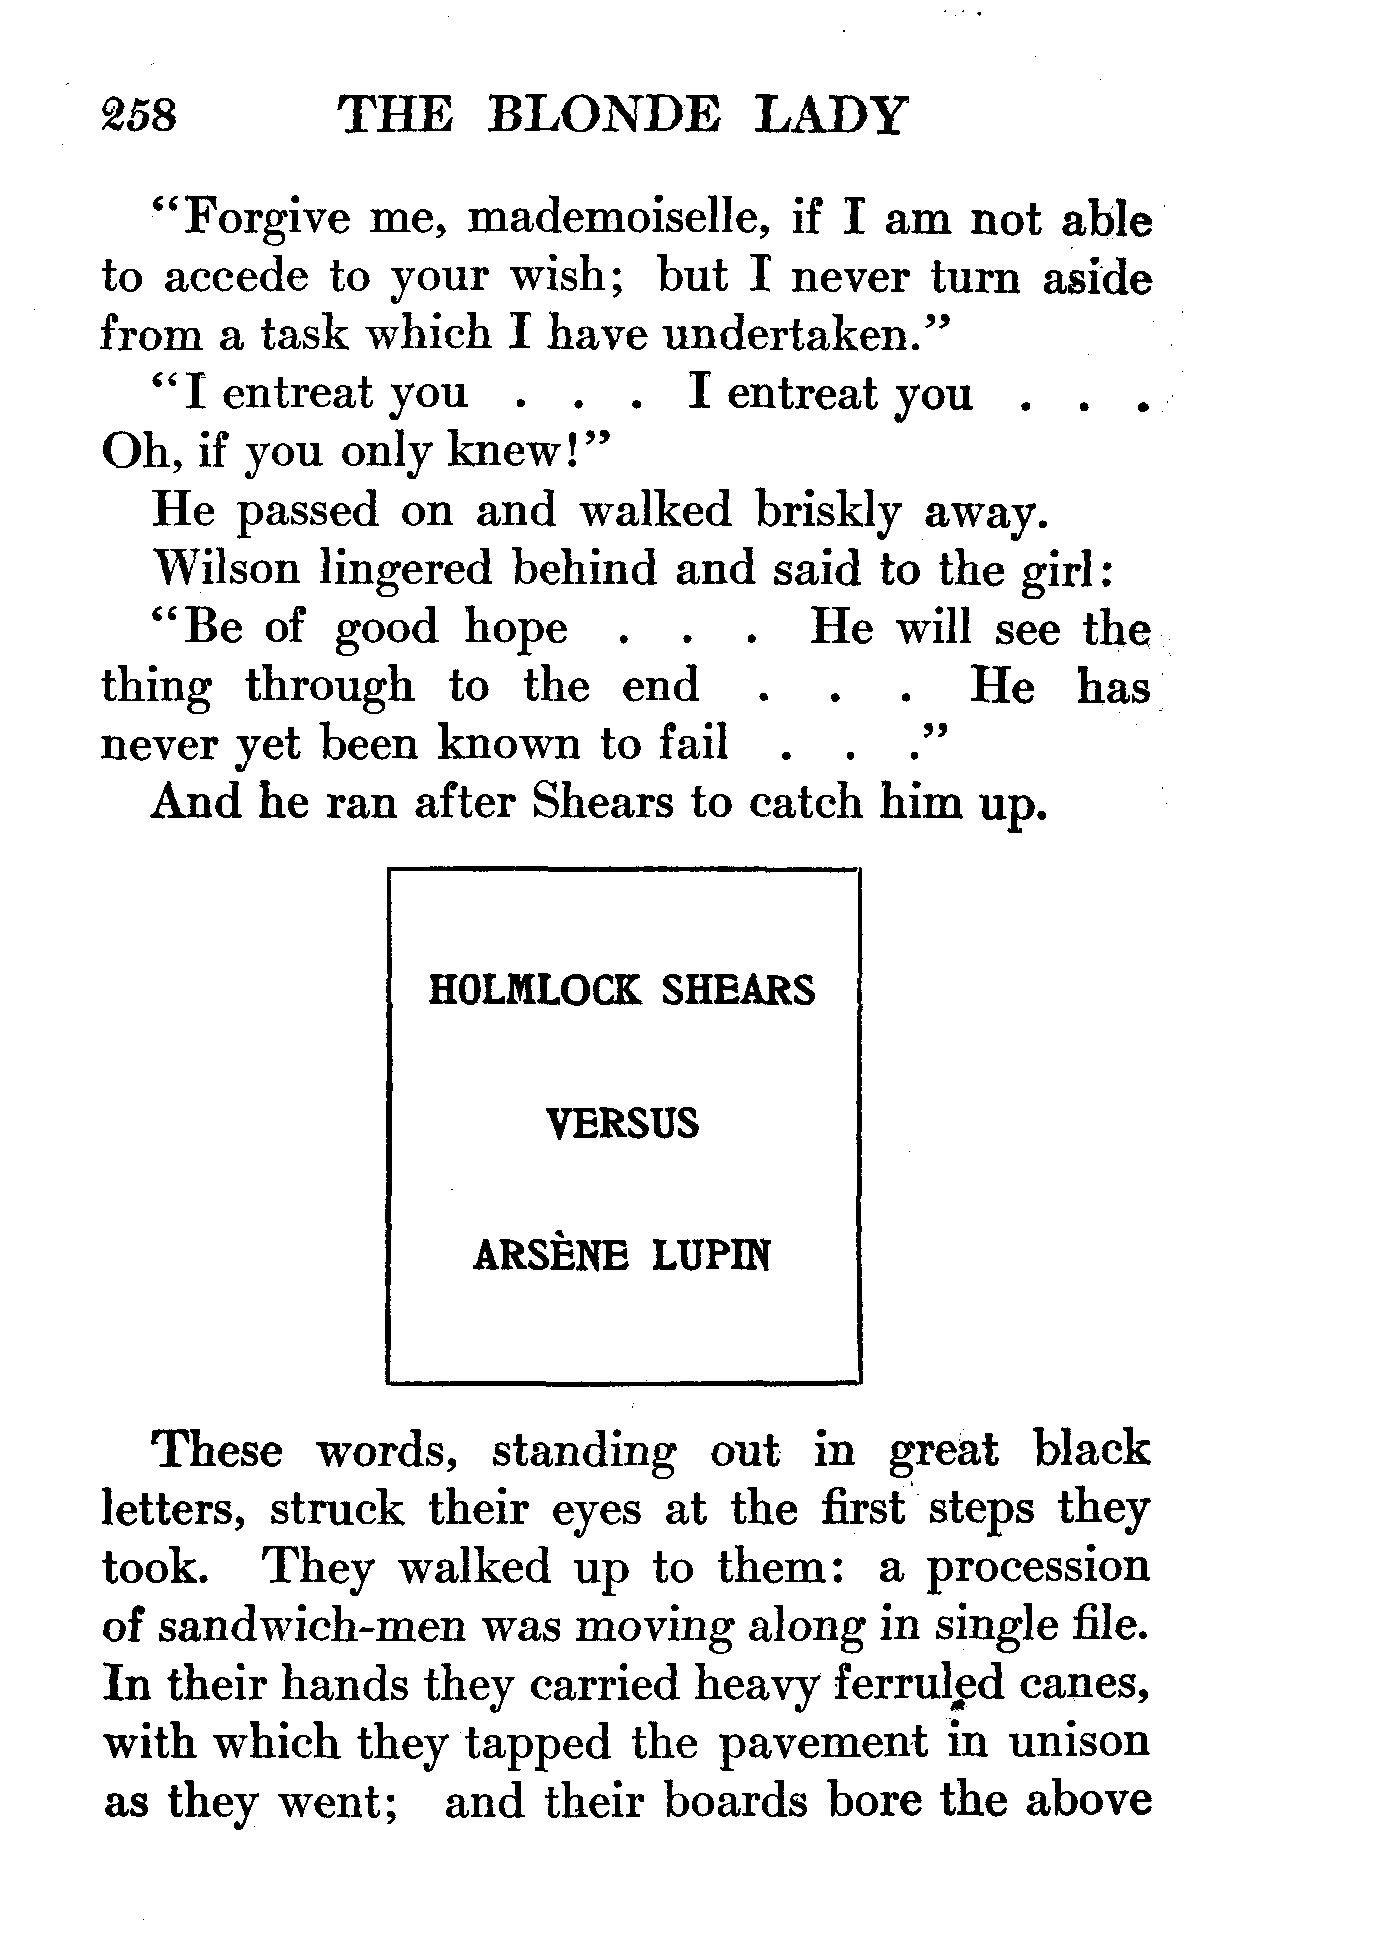 258 THE BLONDE LADY
“Forgive me, mademoiselle, if I am not able
to accede to your wish; but I never turn aside
from a task which I have undertaken.”
“I entreat you . . . I entreat you . . .
Oh, if you only knew!”
He passed on and walked briskly away.
Wilson lingered behind and said to the girl:
“Be of good hope . . . He will see the
thing through to the end . . . He has
never yet been known to fail . . .”
And he ran after Shears to catch him up.
HOLMLOCK SHEARS
VERSUS
ARSÈNE LUPIN
These words, standing out in great black
letters, struck their eyes at the first steps they
took. They walked up to them: a procession
of sandwich-men was moving along in single file.
In their hands they carried heavy ferruled canes,
with which they tapped the pavement in unison
as they went; and their boards bore the above